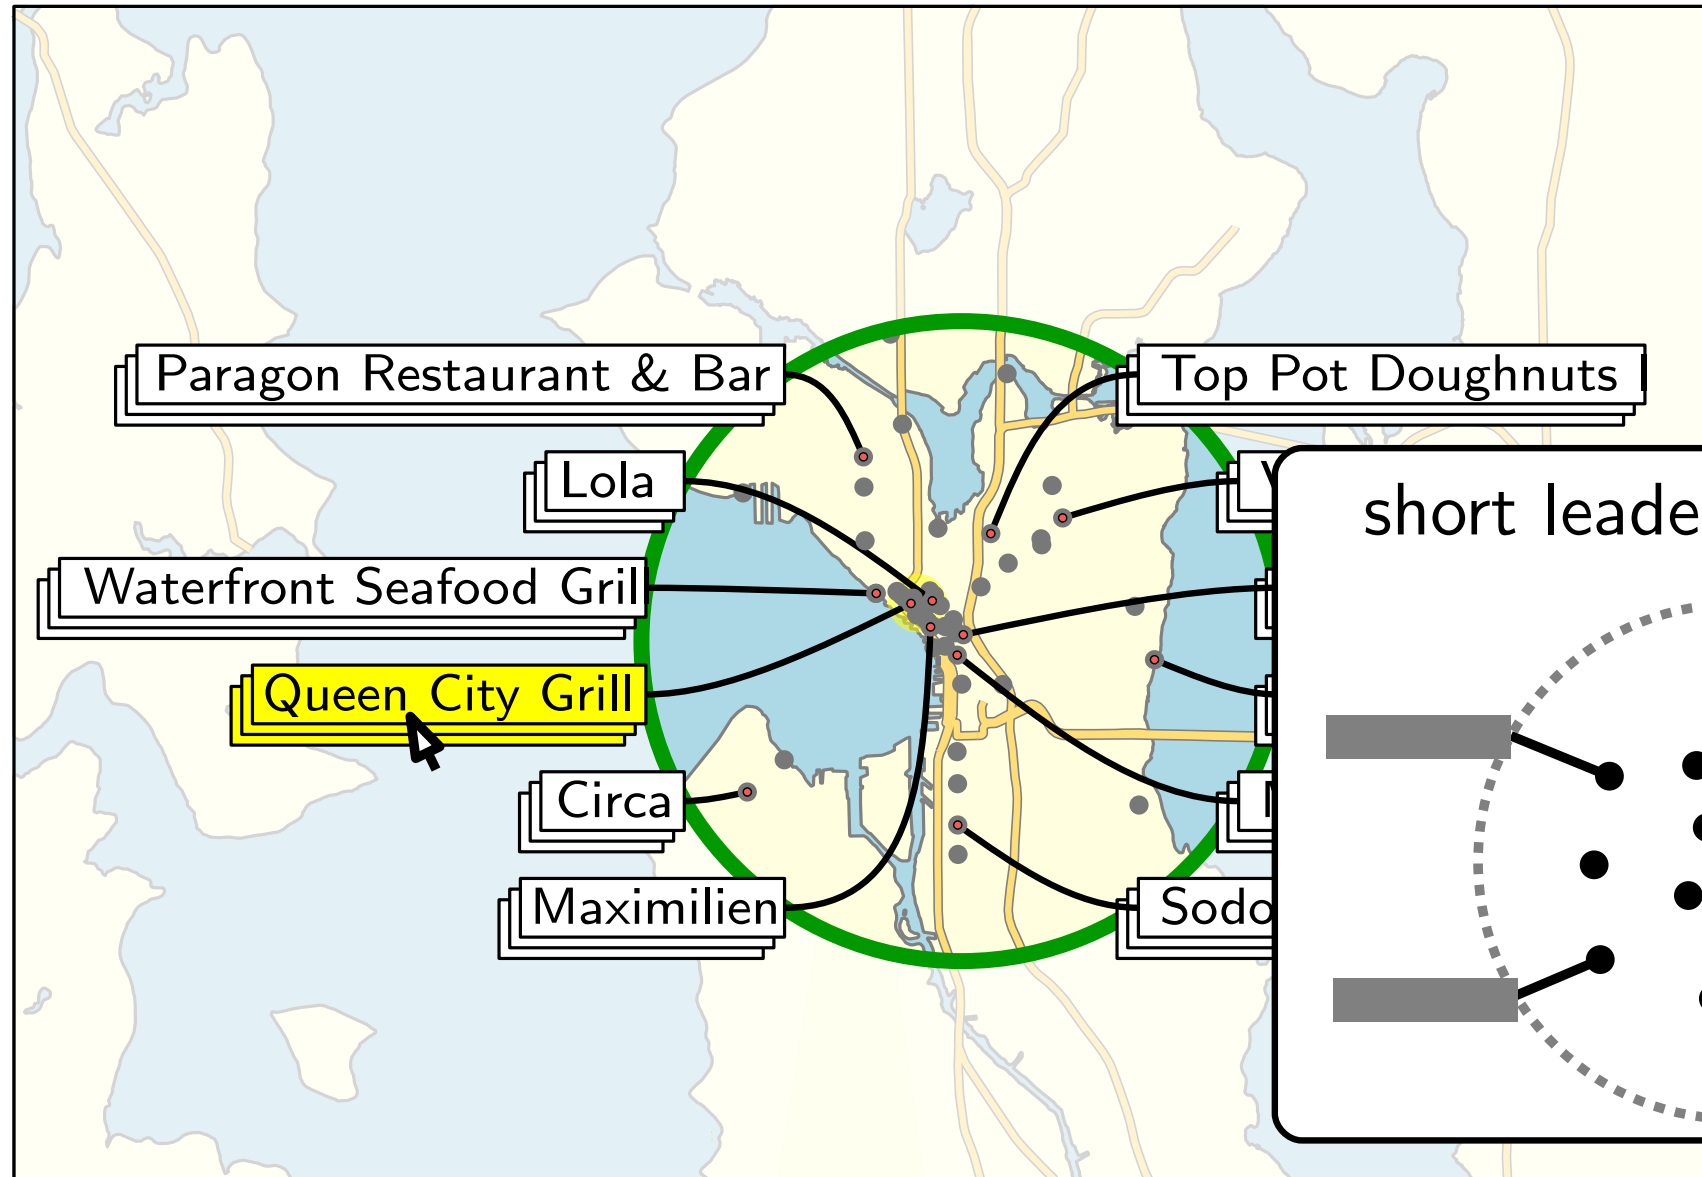 Paragon Restaurant & Bar
Top Pot Doughnuts
Lola
short leade
Waterfront Seafood Gril
Queen City Grill
Circa
Maximilien
Sodo